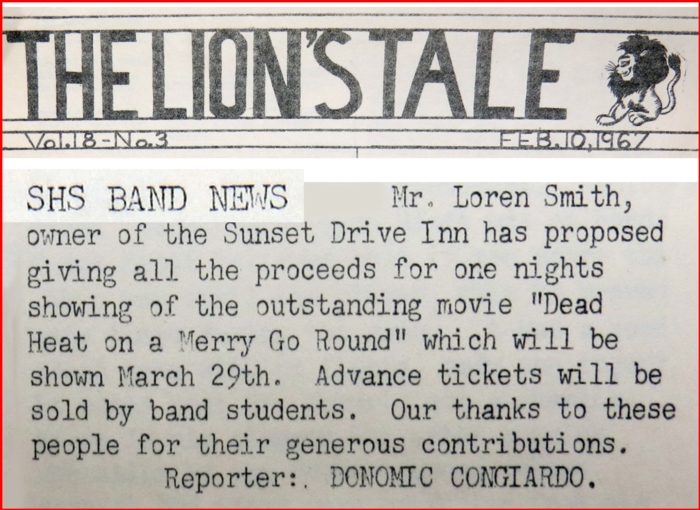 THE LION'S TALE
Vol.18-No.3 FEB.10,1967
SHS BAND NEWS Mr. Loren Smith,
owner of the Sunset Drive Inn has proposed
giving all the proceeds for one nights
showing of the outstanding movie "Dead
Heat on a Merry Go Round" which will be
shown March 29th. Advance tickets will be
sold by band students. Our thanks to these
people for their generous contributions.
Reporter:. DONOMIC CONGIARDO.